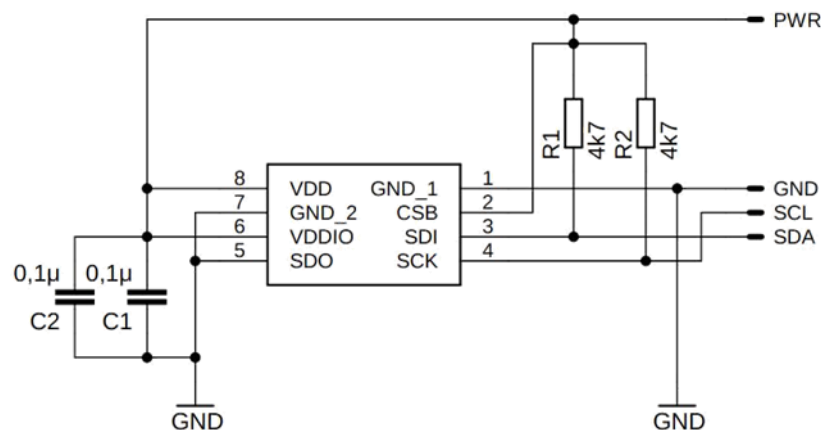 PWR
R1
4k7
R2
4k7
8 VDD GND_1 1
7 GND_2 CSB 2
6 VDDIO SDI 3
5 SDO SCK 4
GND
SCL
SDA
0,1µ
0,1µ
C2
C1
GND
GND